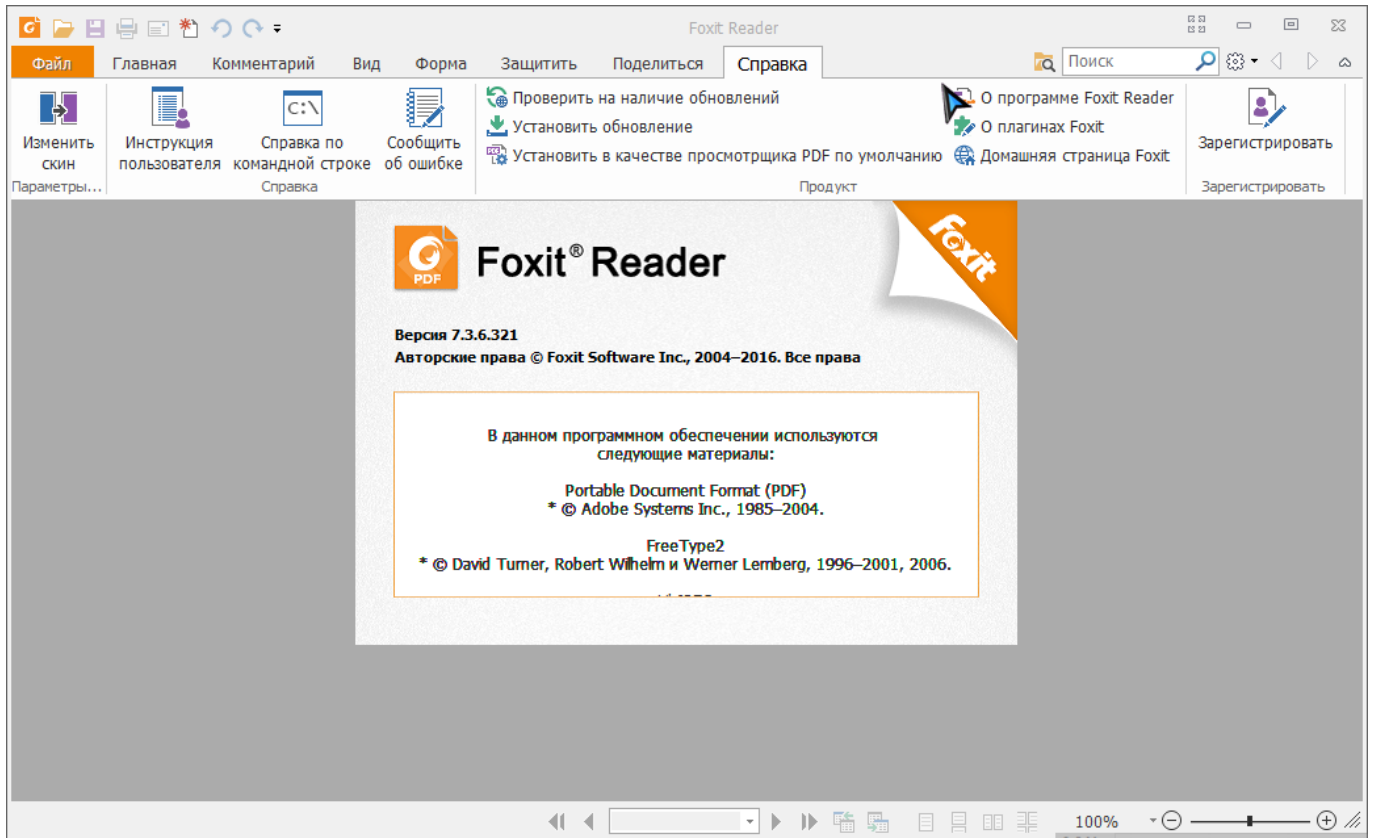 Foxit Reader
Файл Главная Комментарий Вид Форма Защитить Поделиться Справка Поиск
Изменить скин
Параметры...
Инструкция пользователя
C:\
Справка по командной строке
Сообщить об ошибке
Справка
Проверить на наличие обновлений
Установить обновление
Установить в качестве просмотрщика PDF по умолчанию
О программе Foxit Reader
О плагинах Foxit
Домашняя страница Foxit
Продукт
Зарегистрировать
Зарегистрировать
PDF
Foxit® Reader
Foxit
Версия 7.3.6.321
Авторские права © Foxit Software Inc., 2004–2016. Все права
В данном программном обеспечении используются
следующие материалы:
Portable Document Format (PDF)
* © Adobe Systems Inc., 1985–2004.
FreeType2
* © David Turner, Robert Wilhelm и Werner Lemberg, 1996–2001, 2006.
100%